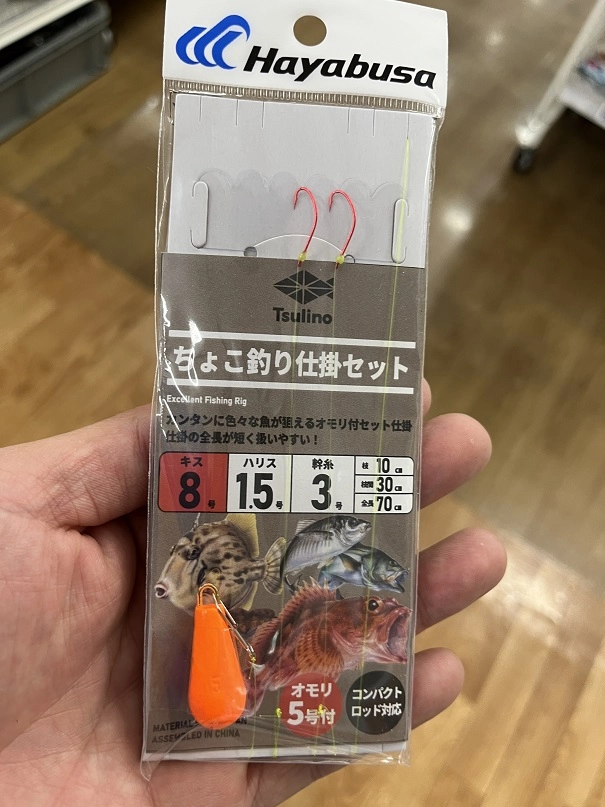 Hayabusa
Tsulino
ちょこ釣り仕掛セット
Excellent Fishing Rig
カンタンに色々な魚が狙えるオモリ付セット仕掛
仕掛の全長が短く扱いやすい!
キス 8号
ハリス 1.5号
幹糸 3号
枝 10cm
枝間 30cm
全長 70cm
オモリ
5号付
コンパクト
ロッド対応
MATERIAL
ASSEMBLED IN CHINA